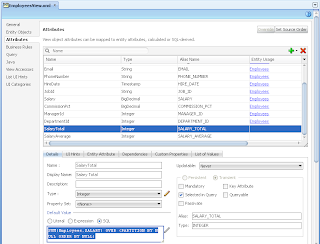 EmployeesView.xml
General
Entity Objects
Attributes
Business Rules
Query
Java
View Accessors
List UI Hints
UI Categories
Attributes
Set Source Order
View object attributes can be mapped to entity attributes, calculated, or SQL-derived.
Name
Name Type Alias Name Entity Usage
Email String EMAIL Employees
PhoneNumber String PHONE_NUMBER Employees
HireDate Timestamp HIRE_DATE Employees
JobId String JOB_ID Employees
Salary BigDecimal SALARY Employees
CommissionPct BigDecimal COMMISSION_PCT Employees
ManagerId Integer MANAGER_ID Employees
DepartmentId Integer DEPARTMENT_ID Employees
SalaryTotal Integer SALARY_TOTAL
SalaryAverage Integer SALARY_AVERAGE
Details UI Hints Entity Attribute Dependencies Custom Properties List of Values
Name: SalaryTotal
Display Name: SalaryTotal
Description:
Type: Integer
Property Set: <None>
Default Value
Literal Expression SQL
SUM(Employees.SALARY) OVER (PARTITION BY NULL ORDER BY NULL)
Updatable: Never
Persistent Transient
Mandatory Key Attribute
Selected in Query Queryable
Passivate
Alias: SALARY_TOTAL
Type: INTEGER